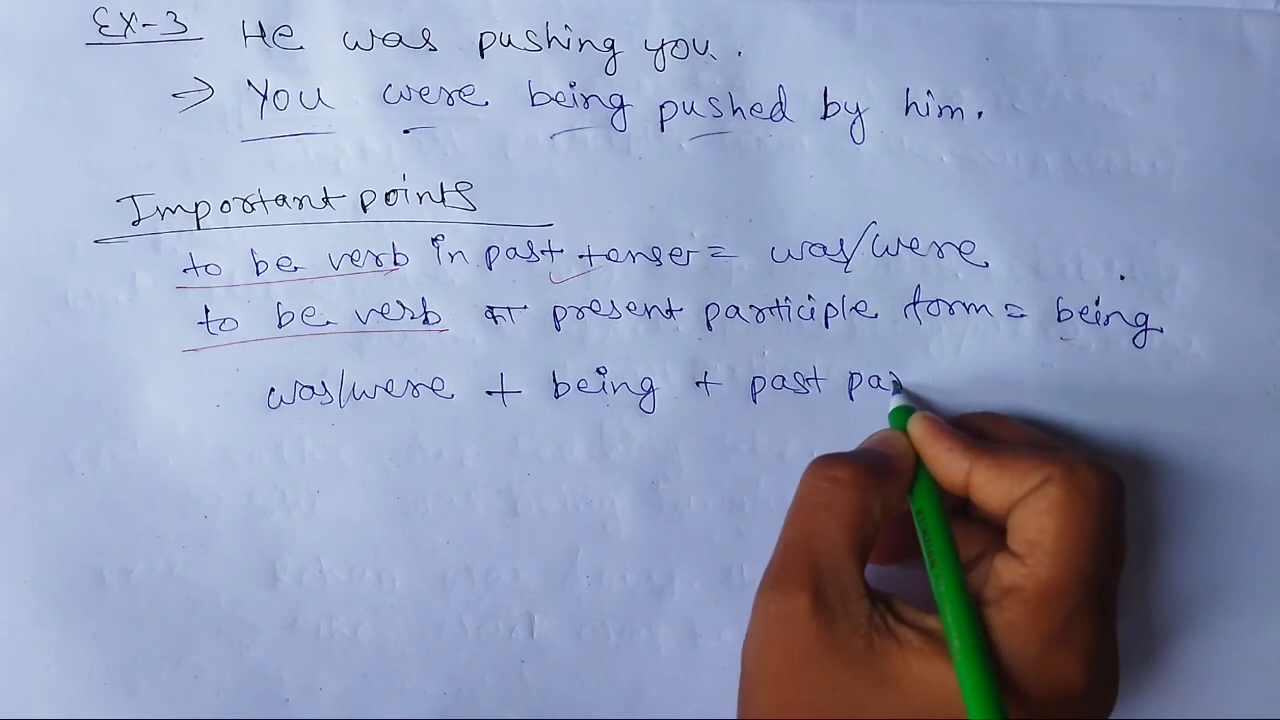 Ex-3 He was pushing you.
→ You were being pushed by him.
Important points
to be verb in past tenser = was/were
to be verb का present participle form = being
was/were + being + past pa